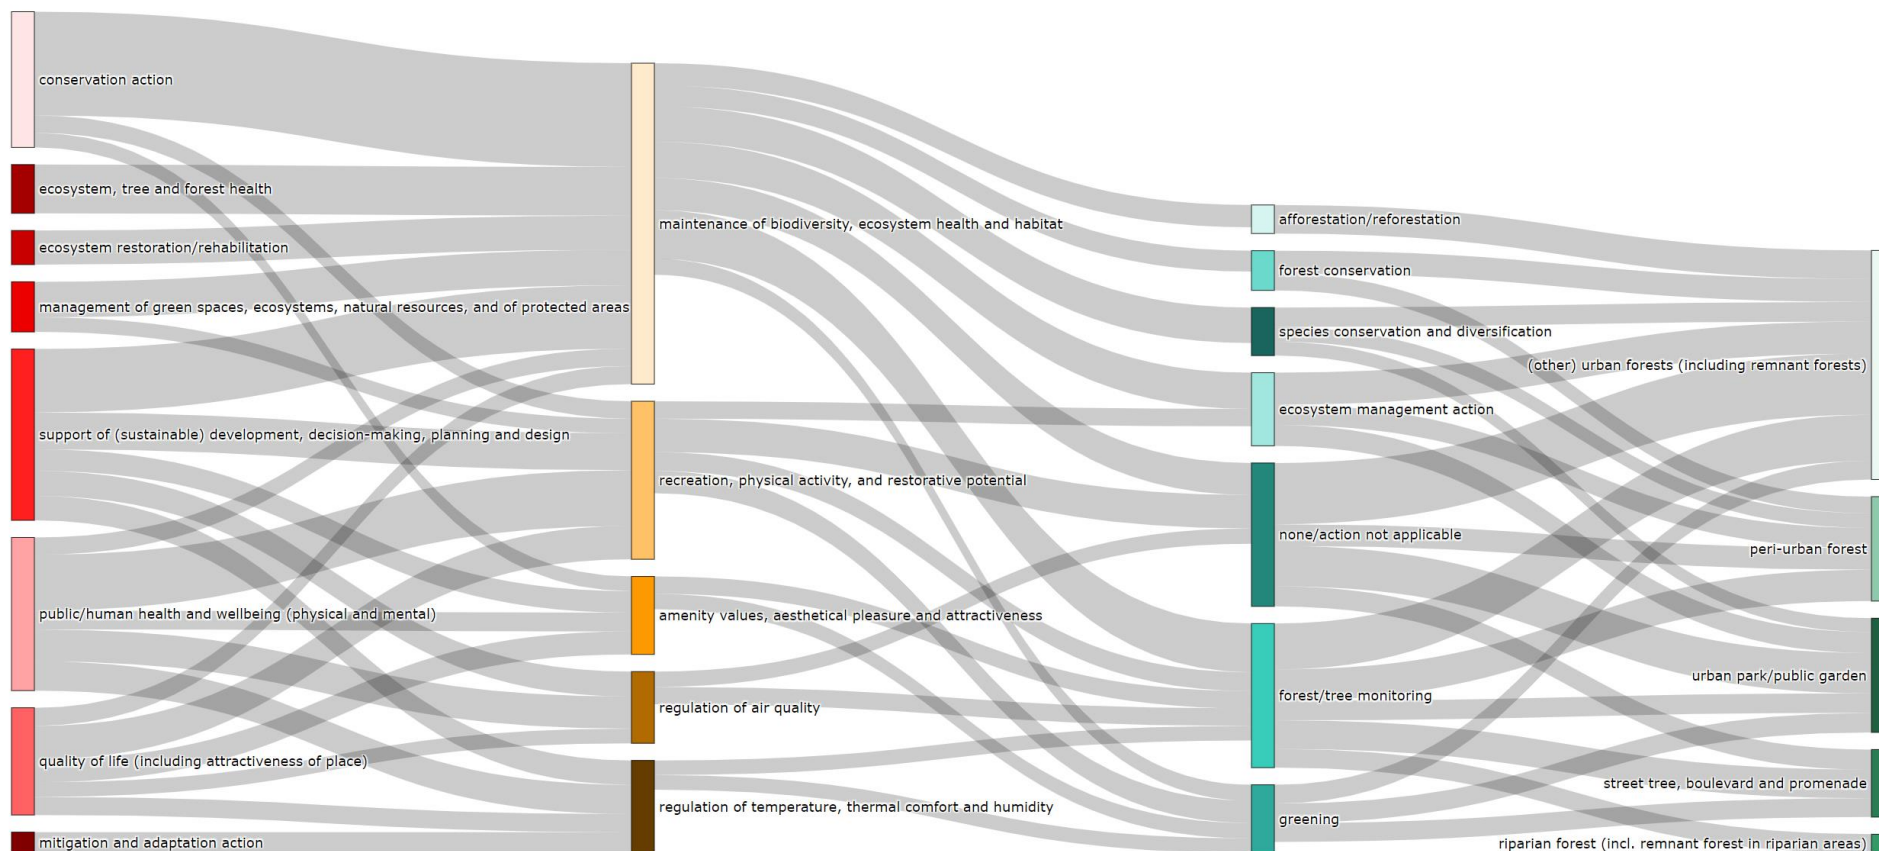 conservation action
ecosystem, tree and forest health
ecosystem restoration/rehabilitation
management of green spaces, ecosystems, natural resources, and of protected areas
support of (sustainable) development, decision-making, planning and design
public/human health and wellbeing (physical and mental)
quality of life (including attractiveness of place)
mitigation and adaptation action
maintenance of biodiversity, ecosystem health and habitat
recreation, physical activity, and restorative potential
amenity values, aesthetical pleasure and attractiveness
regulation of air quality
regulation of temperature, thermal comfort and humidity
afforestation/reforestation
forest conservation
species conservation and diversification
ecosystem management action
none/action not applicable
forest/tree monitoring
greening
(other) urban forests (including remnant forests)
peri-urban forest
urban park/public garden
street tree, boulevard and promenade
riparian forest (incl. remnant forest in riparian areas)